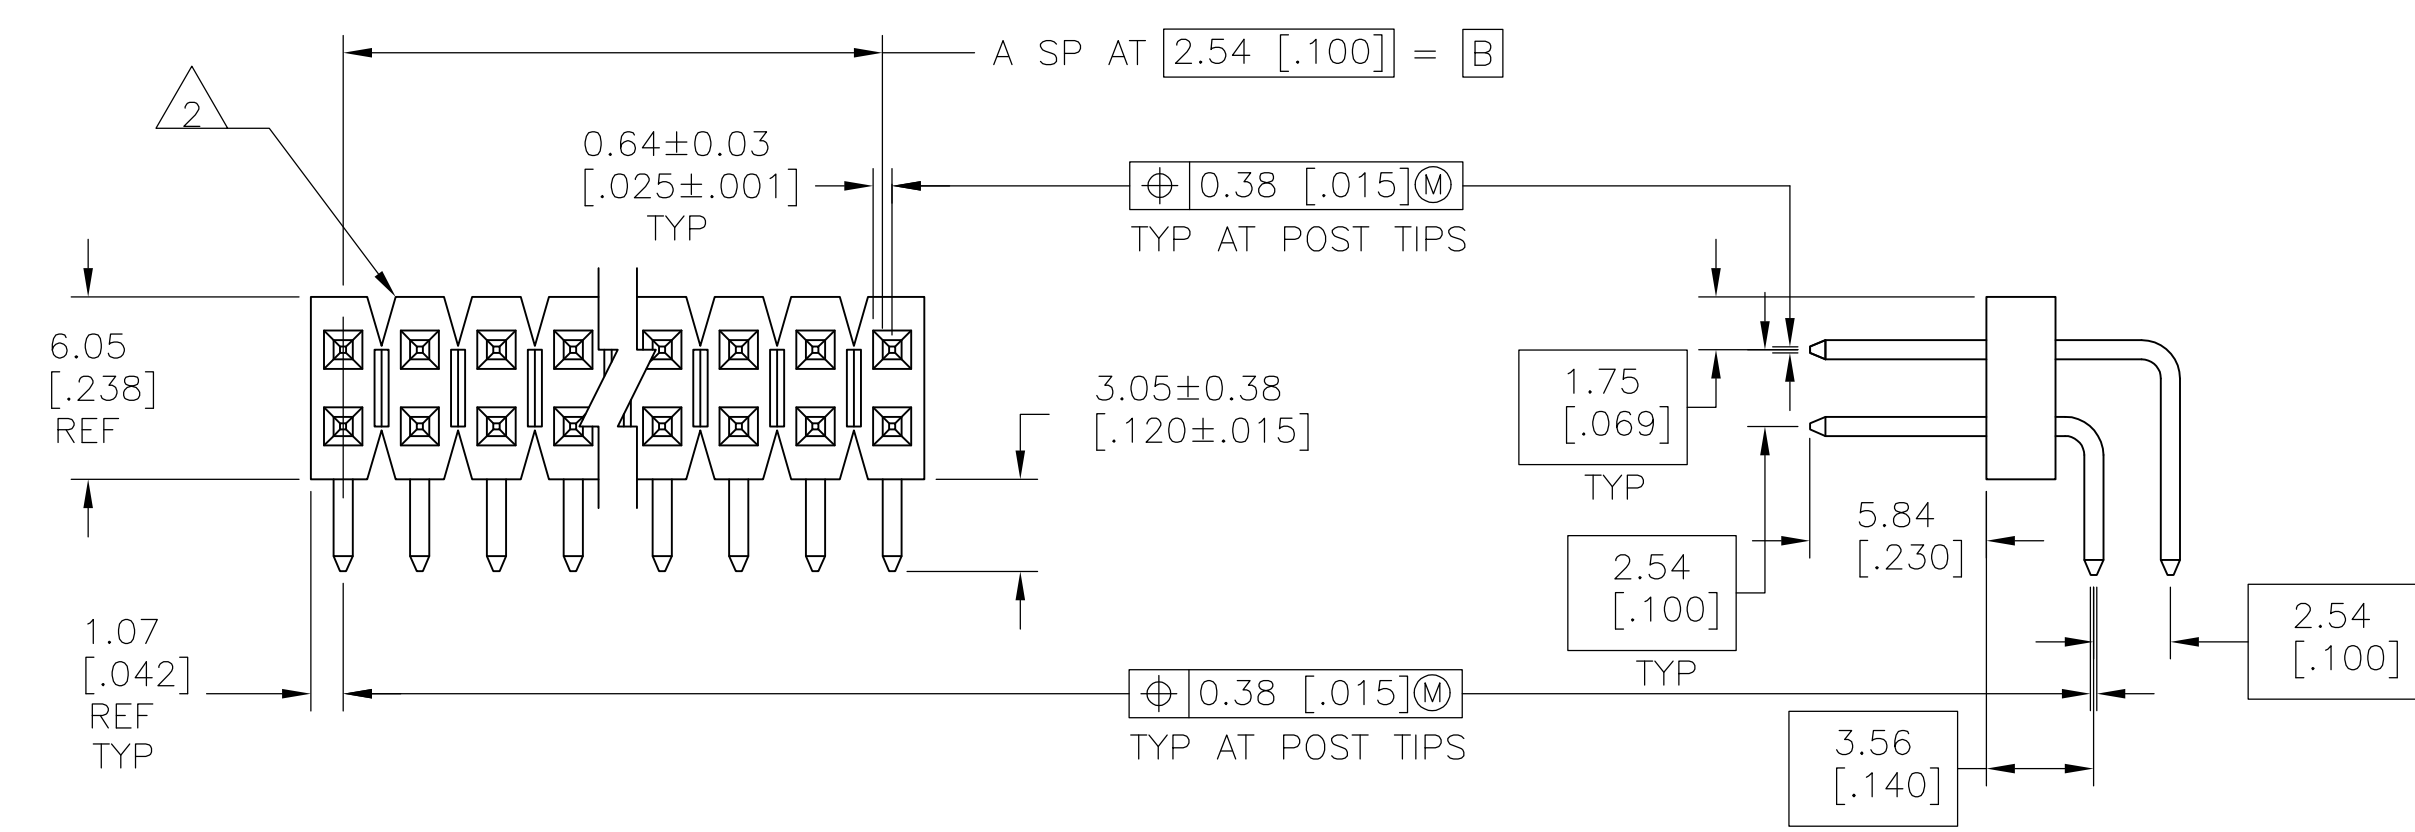 A SP AT 2.54 [.100] = B
2
0.64±0.03
[.025±.001]
TYP
⌖ 0.38 [.015]Ⓜ
TYP AT POST TIPS
6.05
[.238]
REF
3.05±0.38
[.120±.015]
1.75
[.069]
TYP
2.54
[.100]
TYP
5.84
[.230]
2.54
[.100]
1.07
[.042]
REF
TYP
⌖ 0.38 [.015]Ⓜ
TYP AT POST TIPS
3.56
[.140]